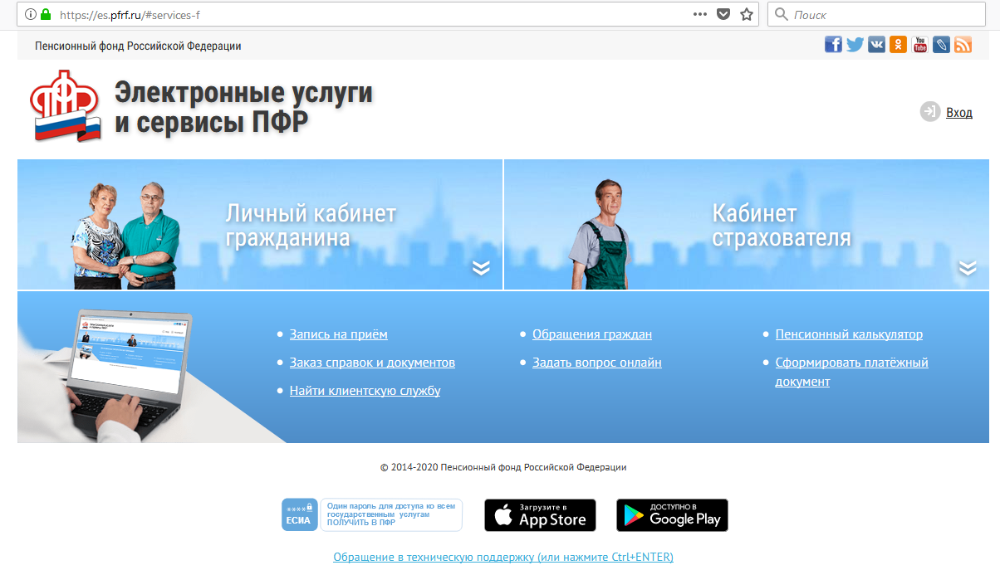 https://es.pfrf.ru/#services-f
Поиск
Пенсионный фонд Российской Федерации
You
Tube
Электронные услуги
и сервисы ПФР
Вход
Личный кабинет
гражданина
Кабинет
страхователя
Запись на приём
Обращения граждан
Пенсионный калькулятор
Заказ справок и документов
Задать вопрос онлайн
Сформировать платёжный
документ
Найти клиентскую службу
© 2014-2020 Пенсионный фонд Российской Федерации
****
ЕСИА
Один пароль для доступа ко всем
государственным услугам
ПОЛУЧИТЬ В ПФР
Загрузите в
App Store
ДОСТУПНО В
Google Play
Обращение в техническую поддержку (или нажмите Ctrl+ENTER)